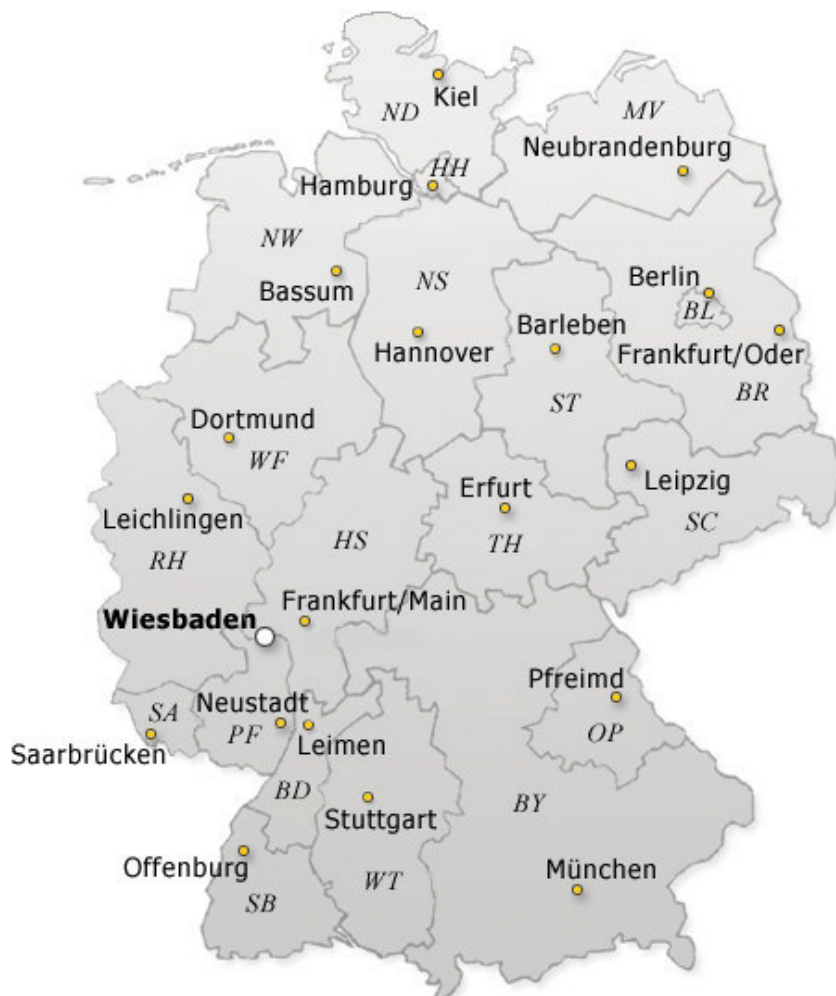 Kiel
ND
MV
Neubrandenburg
HH
Hamburg
NW
Bassum
NS
Berlin
BL
Barleben
Hannover
Frankfurt/Oder
BR
ST
Dortmund
WF
Leipzig
Erfurt
Leichlingen
SC
HS
TH
RH
Frankfurt/Main
Wiesbaden
Pfreimd
Neustadt
SA
PF
OP
Leimen
Saarbrücken
BD
BY
Stuttgart
Offenburg
München
WT
SB